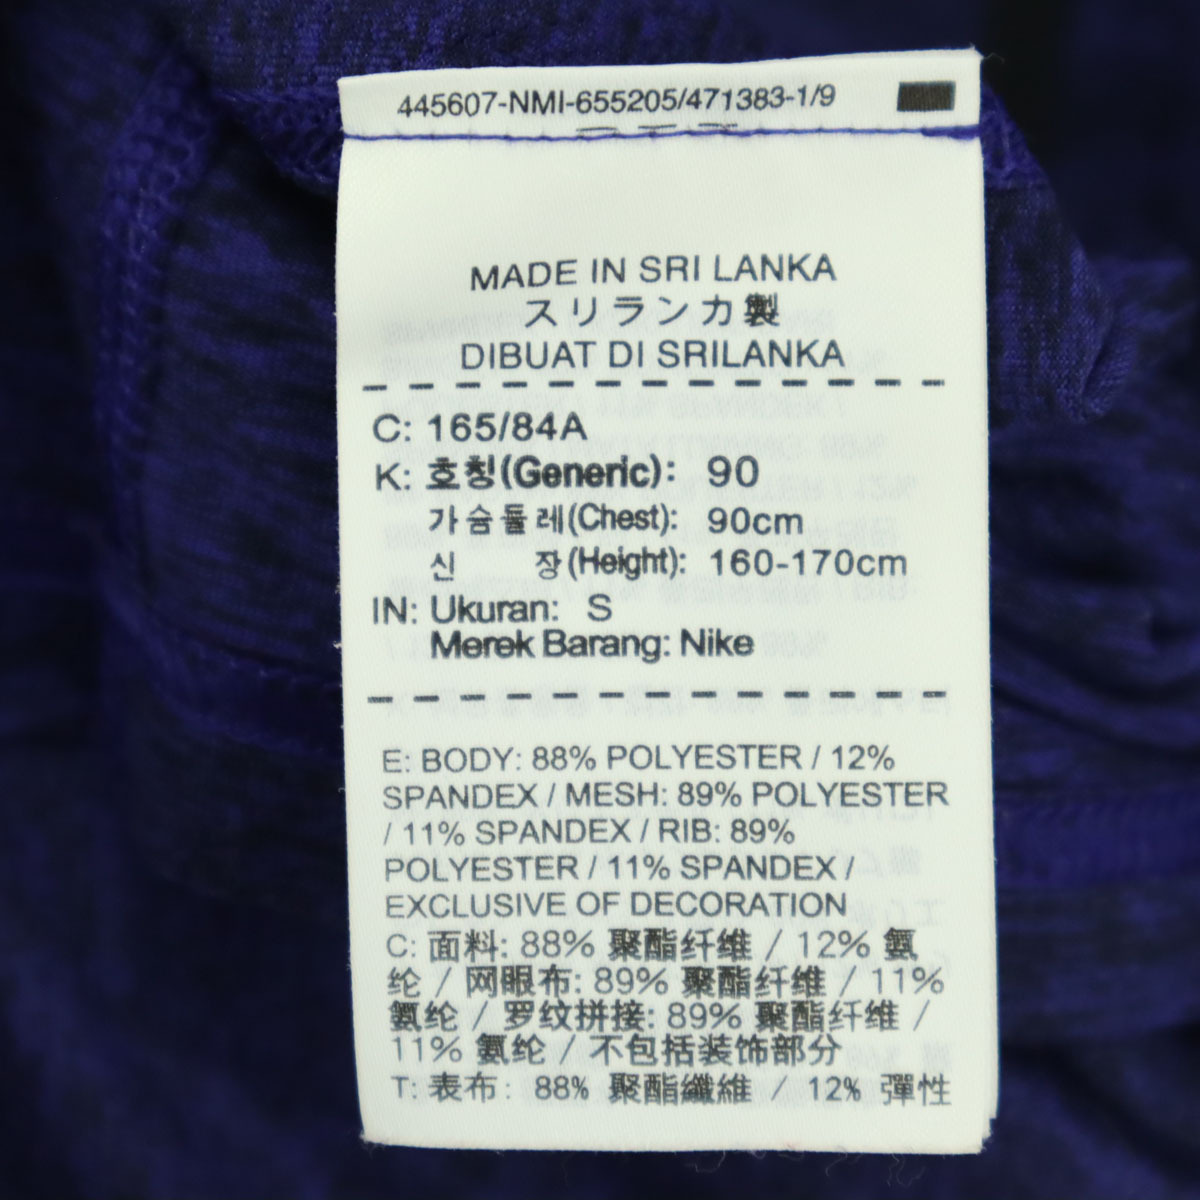 445607-NMI-655205/471383-1/9
MADE IN SRI LANKA
スリランカ製
DIBUAT DI SRILANKA
C: 165/84A
K: 호칭(Generic): 90
가슴둘레(Chest): 90cm
신 장(Height): 160-170cm
IN: Ukuran: S
Merek Barang: Nike
E: BODY: 88% POLYESTER / 12%
SPANDEX / MESH: 89% POLYESTER
/ 11% SPANDEX / RIB: 89%
POLYESTER / 11% SPANDEX /
EXCLUSIVE OF DECORATION
C: 面料: 88% 聚酯纤维 / 12% 氨
纶 / 网眼布: 89% 聚酯纤维 / 11%
氨纶 / 罗纹拼接: 89% 聚酯纤维 /
11% 氨纶 / 不包括装饰部分
T: 表布: 88% 聚酯纖維 / 12% 彈性